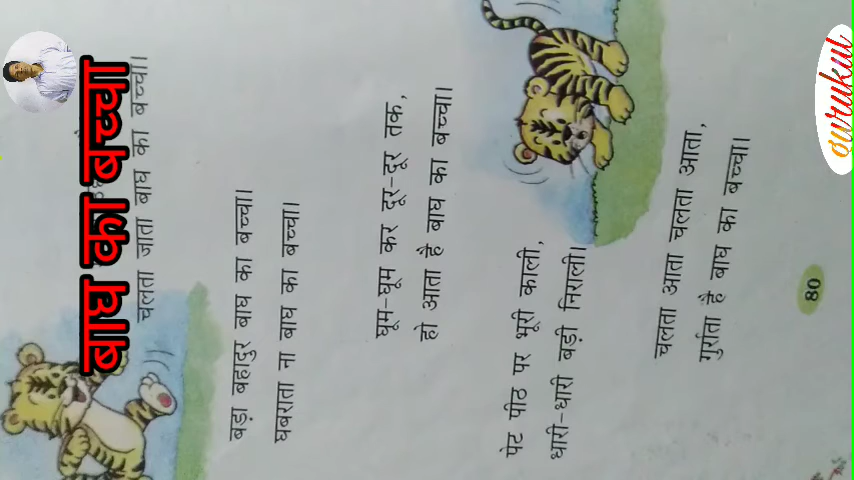 बाघ का बच्चा
चलता जाता बाघ का बच्चा।
बड़ा बहादुर बाघ का बच्चा।
घबराता ना बाघ का बच्चा।
घूम-घूम कर दूर-दूर तक,
हो आता है बाघ का बच्चा।
पेट पीठ पर भूरी काली,
धारी-धारी बड़ी निराली।
चलता आता चलता आता,
गुर्राता है बाघ का बच्चा।
80
Gurukul